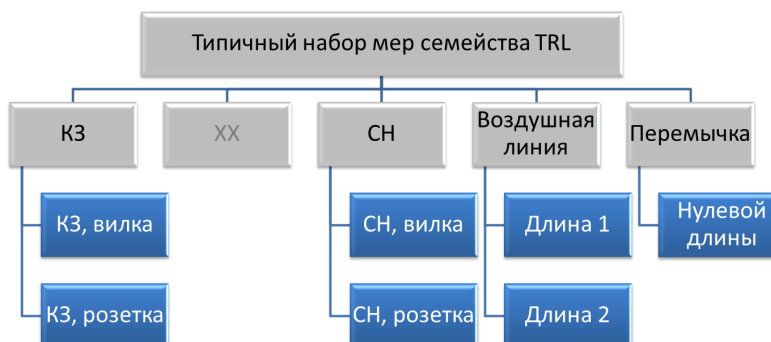 Типичный набор мер семейства TRL
КЗ
ХХ
СН
Воздушная
линия
Перемычка
КЗ, вилка
СН, вилка
Длина 1
Нулевой
длины
КЗ, розетка
СН, розетка
Длина 2